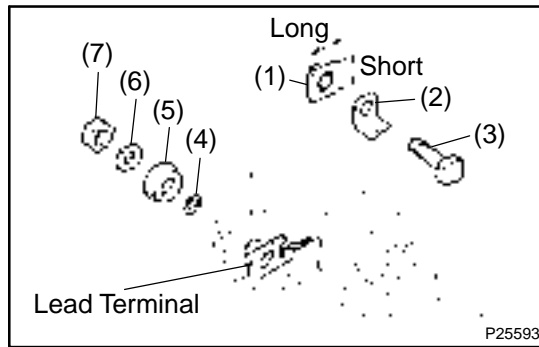 Long
(1)
Short
(7)
(6)
(5)
(4)
(2)
(3)
Lead Terminal
P25593